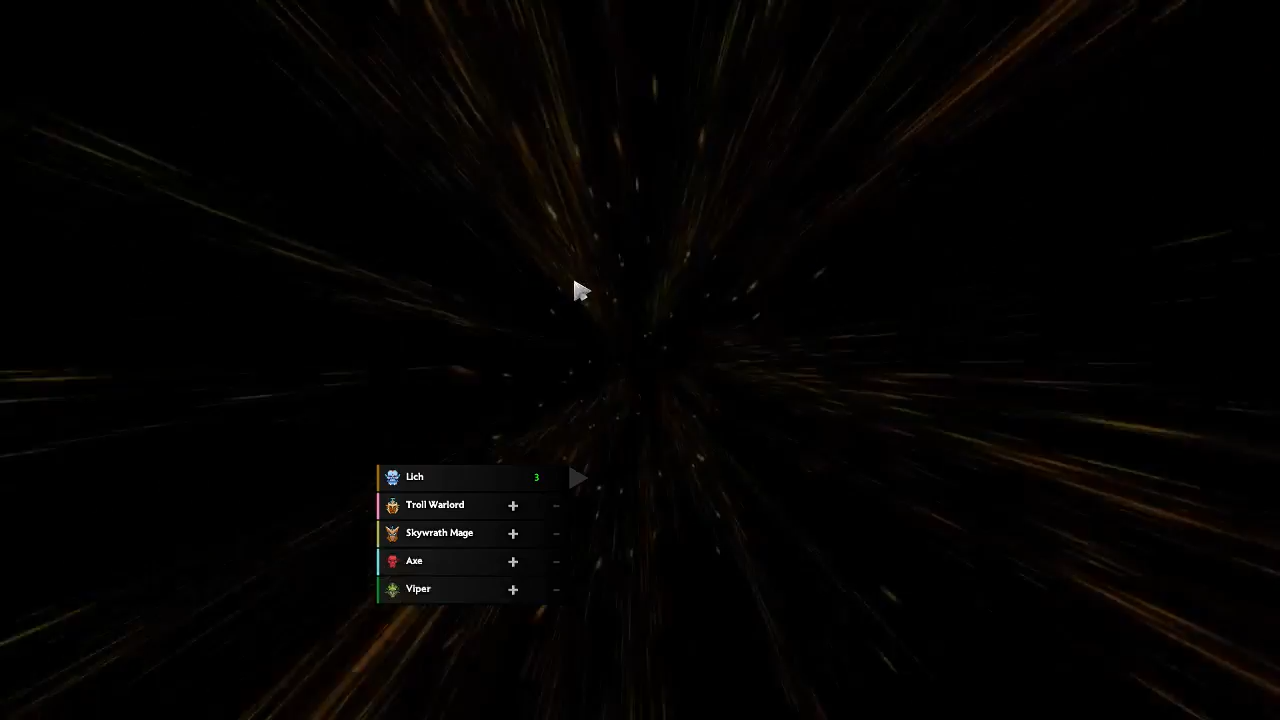 Lich 3
Troll Warlord + -
Skywrath Mage + -
Axe + -
Viper + -